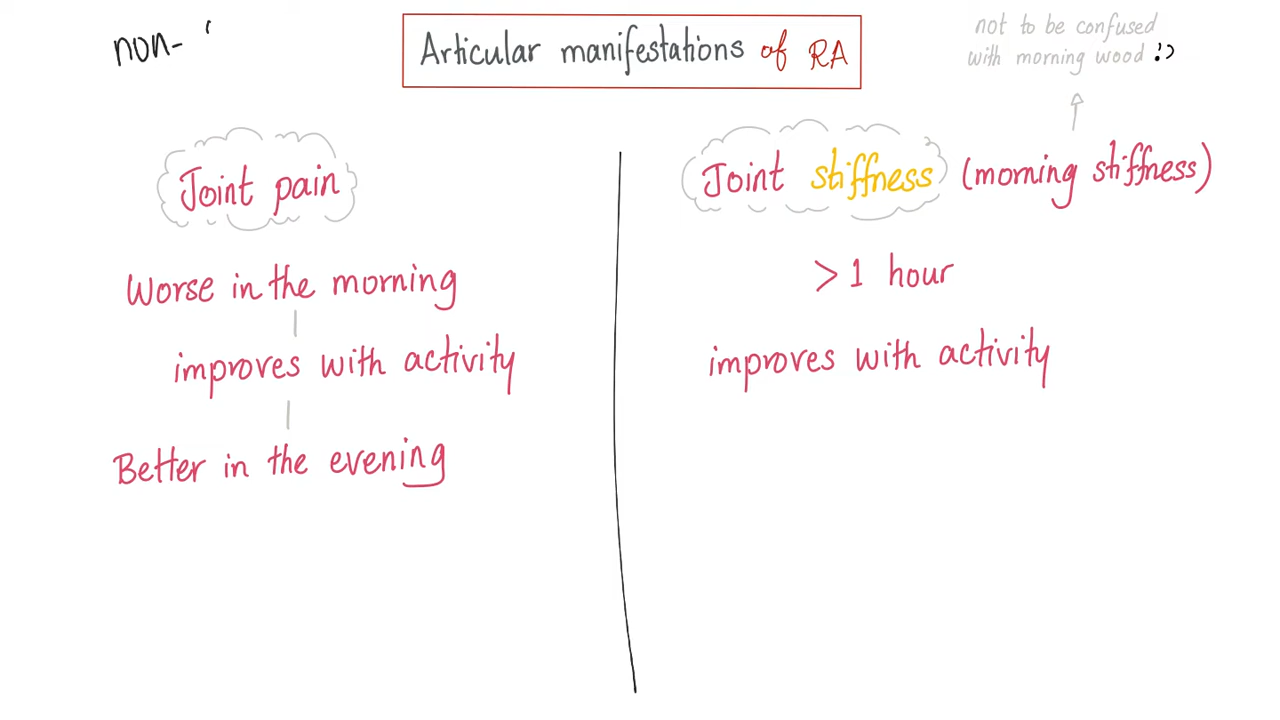 non-
Articular manifestations of RA
not to be confused
with morning wood :)
Joint pain
Joint stiffness (morning stiffness)
Worse in the morning
> 1 hour
improves with activity
improves with activity
Better in the evening